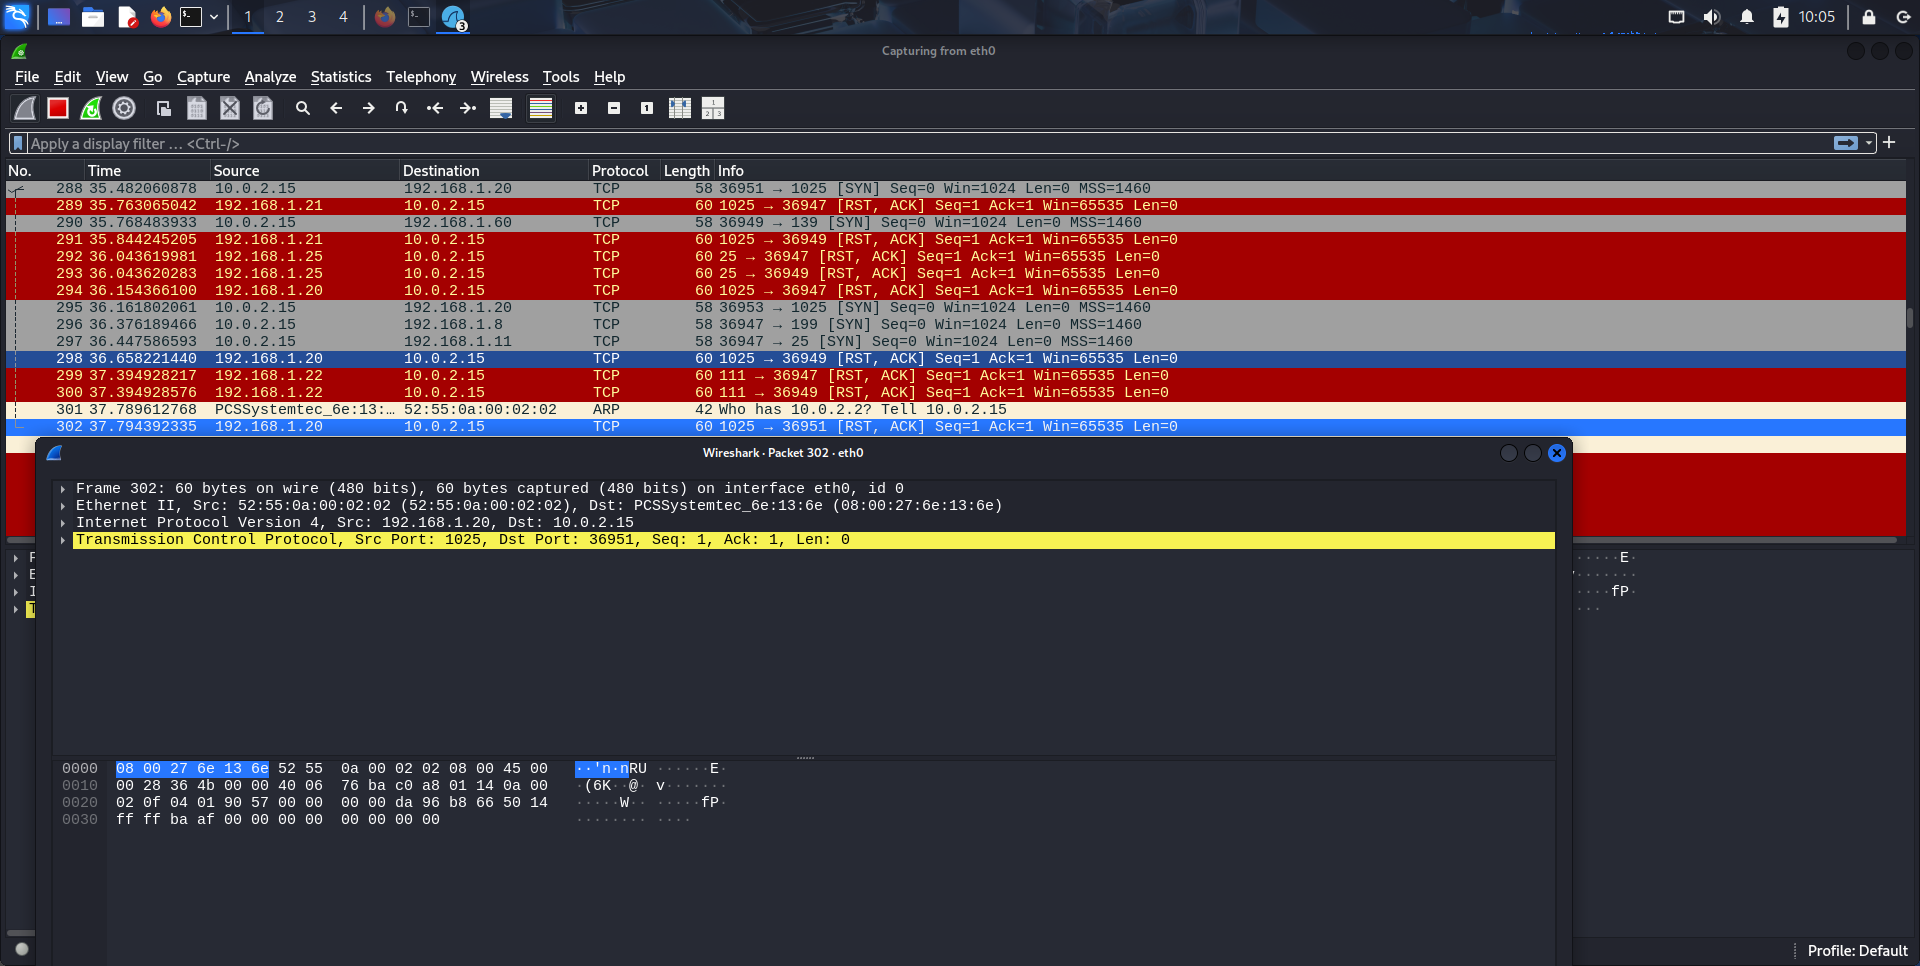 1 2 3 4 3 10:05
Capturing from eth0
File Edit View Go Capture Analyze Statistics Telephony Wireless Tools Help
Apply a display filter … <Ctrl-/>
No. Time Source Destination Protocol Length Info
288 35.482060878 10.0.2.15 192.168.1.20 TCP 58 36951 → 1025 [SYN] Seq=0 Win=1024 Len=0 MSS=1460
289 35.763065042 192.168.1.21 10.0.2.15 TCP 60 1025 → 36947 [RST, ACK] Seq=1 Ack=1 Win=65535 Len=0
290 35.768483933 10.0.2.15 192.168.1.60 TCP 58 36949 → 139 [SYN] Seq=0 Win=1024 Len=0 MSS=1460
291 35.844245205 192.168.1.21 10.0.2.15 TCP 60 1025 → 36949 [RST, ACK] Seq=1 Ack=1 Win=65535 Len=0
292 36.043619981 192.168.1.25 10.0.2.15 TCP 60 25 → 36947 [RST, ACK] Seq=1 Ack=1 Win=65535 Len=0
293 36.043620283 192.168.1.25 10.0.2.15 TCP 60 25 → 36949 [RST, ACK] Seq=1 Ack=1 Win=65535 Len=0
294 36.154366100 192.168.1.20 10.0.2.15 TCP 60 1025 → 36947 [RST, ACK] Seq=1 Ack=1 Win=65535 Len=0
295 36.161802061 10.0.2.15 192.168.1.20 TCP 58 36953 → 1025 [SYN] Seq=0 Win=1024 Len=0 MSS=1460
296 36.376189466 10.0.2.15 192.168.1.8 TCP 58 36947 → 199 [SYN] Seq=0 Win=1024 Len=0 MSS=1460
297 36.447586593 10.0.2.15 192.168.1.11 TCP 58 36947 → 25 [SYN] Seq=0 Win=1024 Len=0 MSS=1460
298 36.658221440 192.168.1.20 10.0.2.15 TCP 60 1025 → 36949 [RST, ACK] Seq=1 Ack=1 Win=65535 Len=0
299 37.394928217 192.168.1.22 10.0.2.15 TCP 60 111 → 36947 [RST, ACK] Seq=1 Ack=1 Win=65535 Len=0
300 37.394928576 192.168.1.22 10.0.2.15 TCP 60 111 → 36949 [RST, ACK] Seq=1 Ack=1 Win=65535 Len=0
301 37.789612768 PCSSystemtec_6e:13:… 52:55:0a:00:02:02 ARP 42 Who has 10.0.2.2? Tell 10.0.2.15
302 37.794392335 192.168.1.20 10.0.2.15 TCP 60 1025 → 36951 [RST, ACK] Seq=1 Ack=1 Win=65535 Len=0
Wireshark · Packet 302 · eth0
Frame 302: 60 bytes on wire (480 bits), 60 bytes captured (480 bits) on interface eth0, id 0
Ethernet II, Src: 52:55:0a:00:02:02 (52:55:0a:00:02:02), Dst: PCSSystemtec_6e:13:6e (08:00:27:6e:13:6e)
Internet Protocol Version 4, Src: 192.168.1.20, Dst: 10.0.2.15
Transmission Control Protocol, Src Port: 1025, Dst Port: 36951, Seq: 1, Ack: 1, Len: 0
·····E·
····fP·
0000 08 00 27 6e 13 6e 52 55 0a 00 02 02 08 00 45 00 ··'n·nRU ······E·
0010 00 28 36 4b 00 00 40 06 76 ba c0 a8 01 14 0a 00 ·(6K··@· v·······
0020 02 0f 04 01 90 57 00 00 00 00 da 96 b8 66 50 14 ·····W·· ·····fP·
0030 ff ff ba af 00 00 00 00 00 00 00 00 ········ ····
Profile: Default